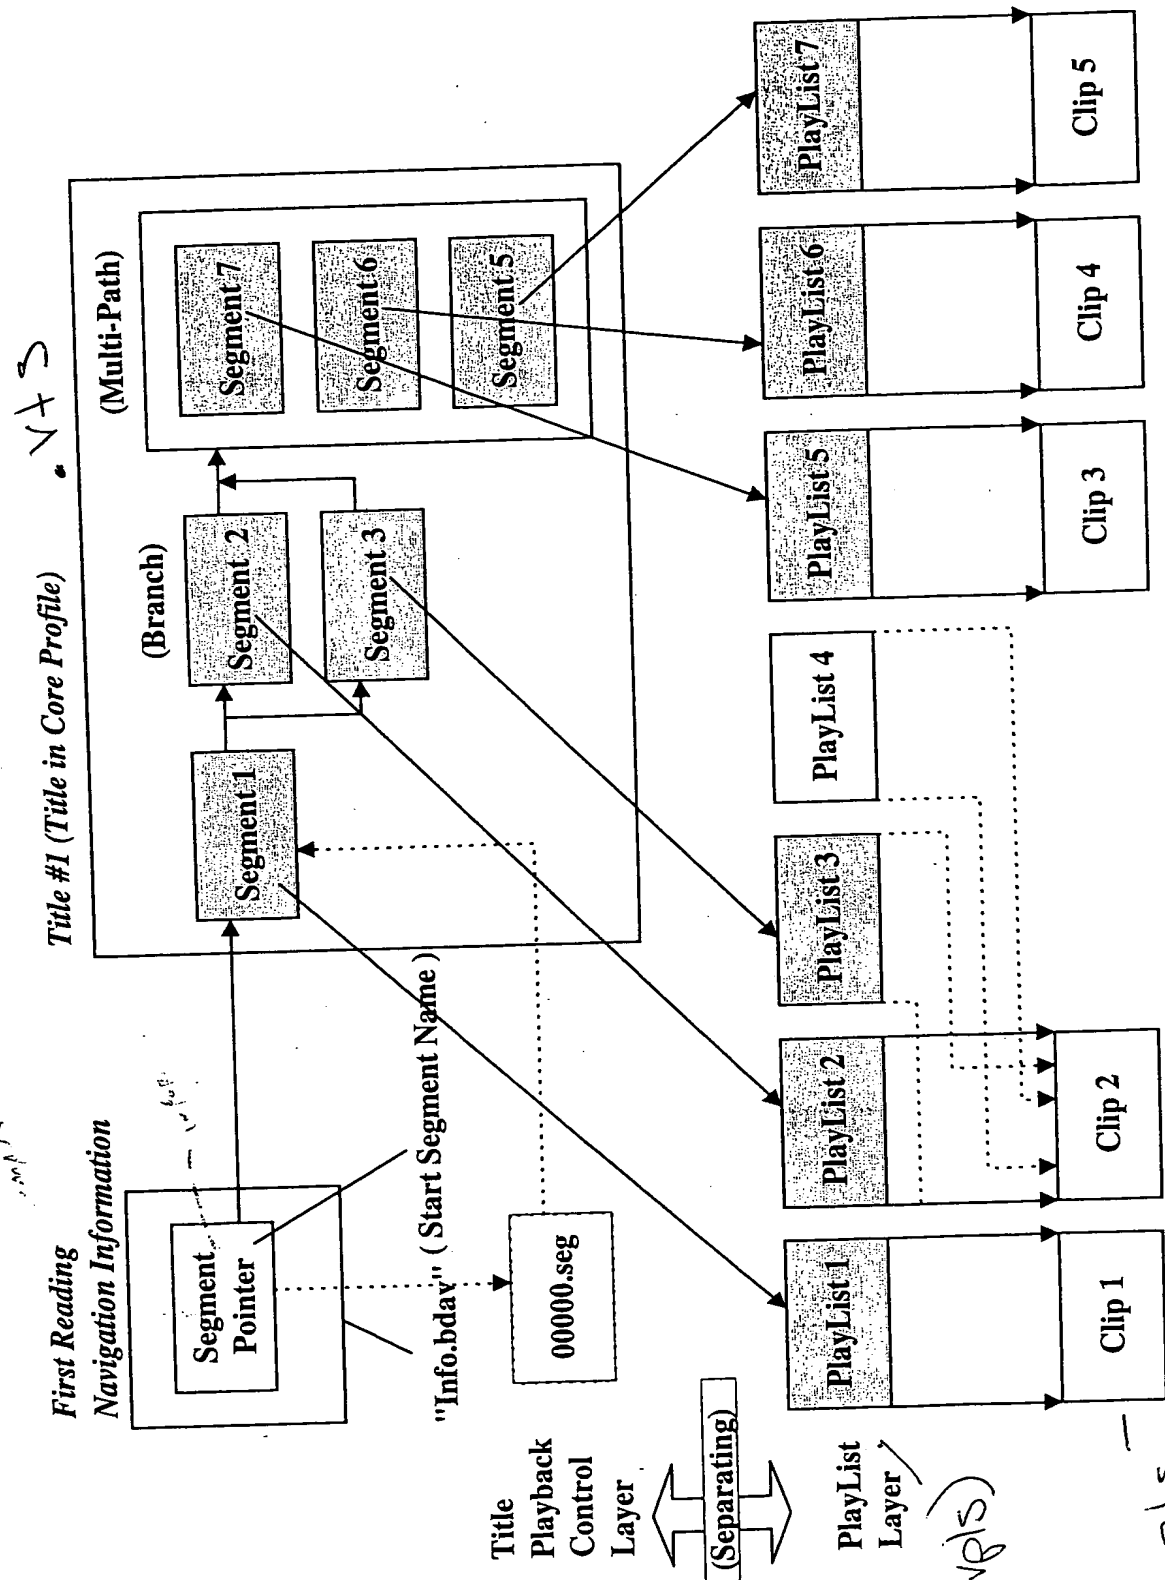 Title #1 (Title in Core Profile)
First Reading
Navigation Information
Segment
Pointer
"Info.bdav" ( Start Segment Name )
00000.seg
(Branch)
(Multi-Path)
Segment 1
Segment 2
Segment 3
Segment 7
Segment 6
Segment 5
Title
Playback
Control
Layer
(Separating)
PlayList
Layer
PlayList 1
PlayList 2
PlayList 3
PlayList 4
PlayList 5
PlayList 6
PlayList 7
Clip 1
Clip 2
Clip 3
Clip 4
Clip 5